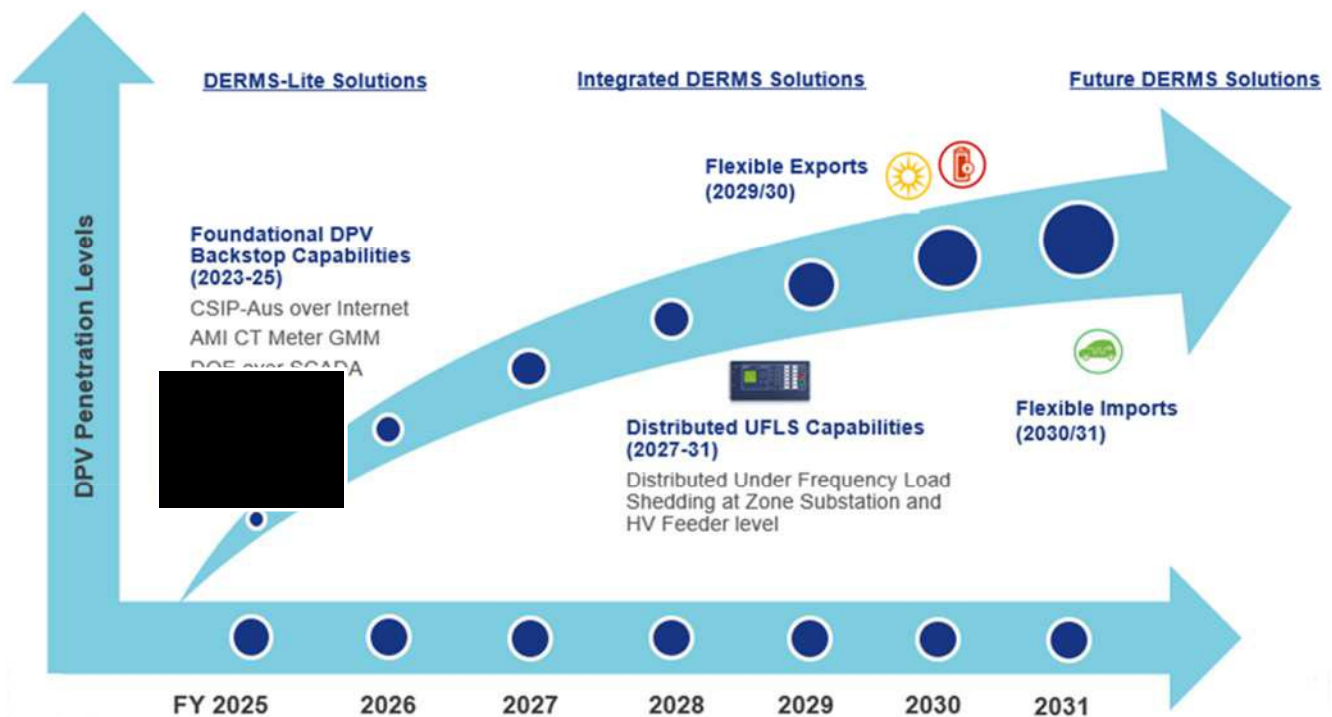 DERMS-Lite Solutions
Integrated DERMS Solutions
Future DERMS Solutions
Flexible Exports
(2029/30)
Foundational DPV
Backstop Capabilities
(2023-25)
CSIP-Aus over Internet
AMI CT Meter GMM
DOE over SCADA
DPV Penetration Levels
Distributed UFLS Capabilities
(2027-31)
Distributed Under Frequency Load
Shedding at Zone Substation and
HV Feeder level
Flexible Imports
(2030/31)
FY 2025
2026
2027
2028
2029
2030
2031